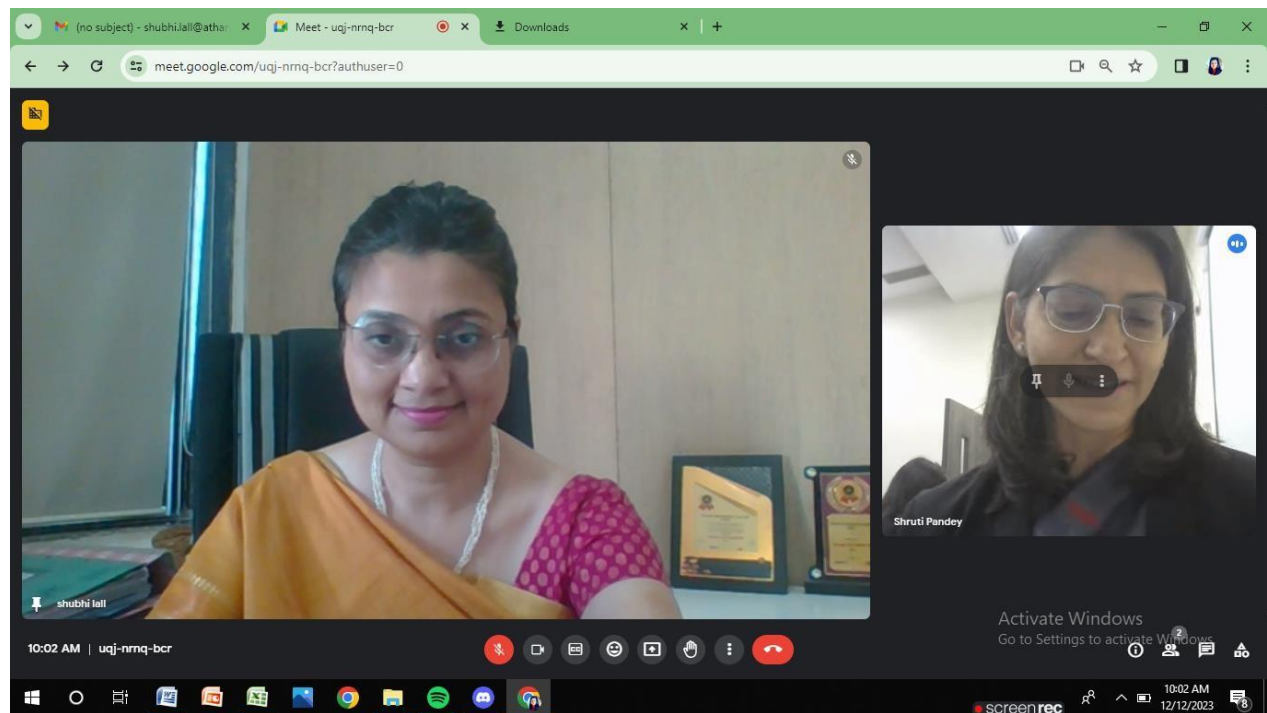 (no subject) - shubhi.lall@athar
Meet - uqj-nrnq-bcr
Downloads
meet.google.com/uqj-nrnq-bcr?authuser=0
shubhi lall
Shruti Pandey
Activate Windows
Go to Settings to activate Windows.
2
10:02 AM | uqj-nrnq-bcr
CC
screenrec
10:02 AM
12/12/2023
8